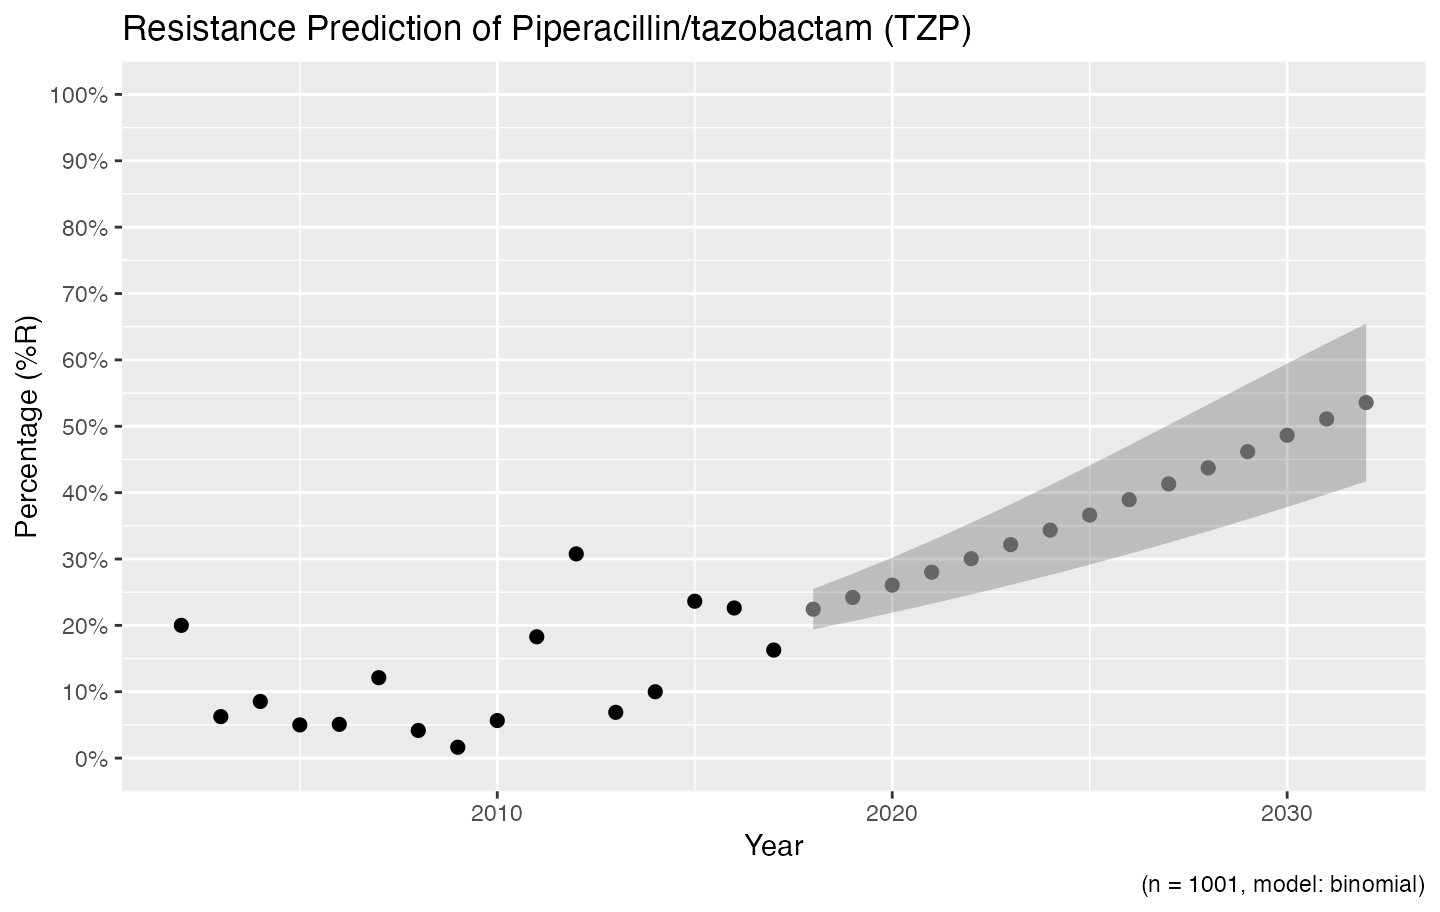 Resistance Prediction of Piperacillin/tazobactam (TZP)
100%
90%
80%
70%
60%
50%
40%
30%
20%
10%
0%
Percentage (%R)
2010 2020 2030
Year
(n = 1001, model: binomial)